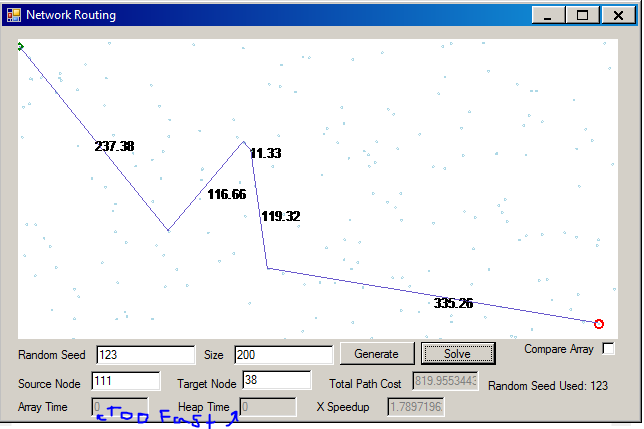 Network Routing
237.38
11.33
116.66
119.32
335.26
Random Seed 123 Size 200 Generate Solve Compare Array
Source Node 111 Target Node 38 Total Path Cost 819.9553443 Random Seed Used: 123
Array Time 0 Heap Time 0 X Speedup 1.7897196
Too Fast